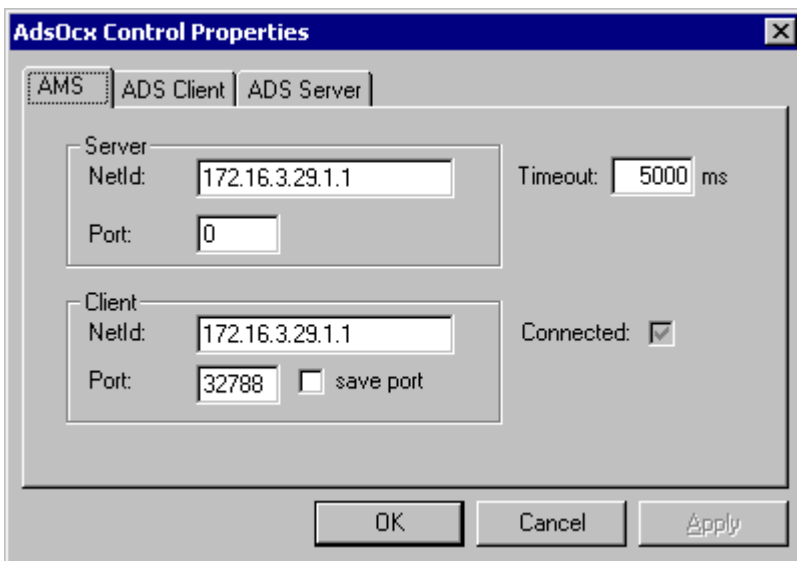 AdsOcx Control Properties
AMS ADS Client ADS Server
Server
NetId: 172.16.3.29.1.1 Timeout: 5000 ms
Port: 0
Client
NetId: 172.16.3.29.1.1 Connected:
Port: 32788 save port
OK Cancel Apply